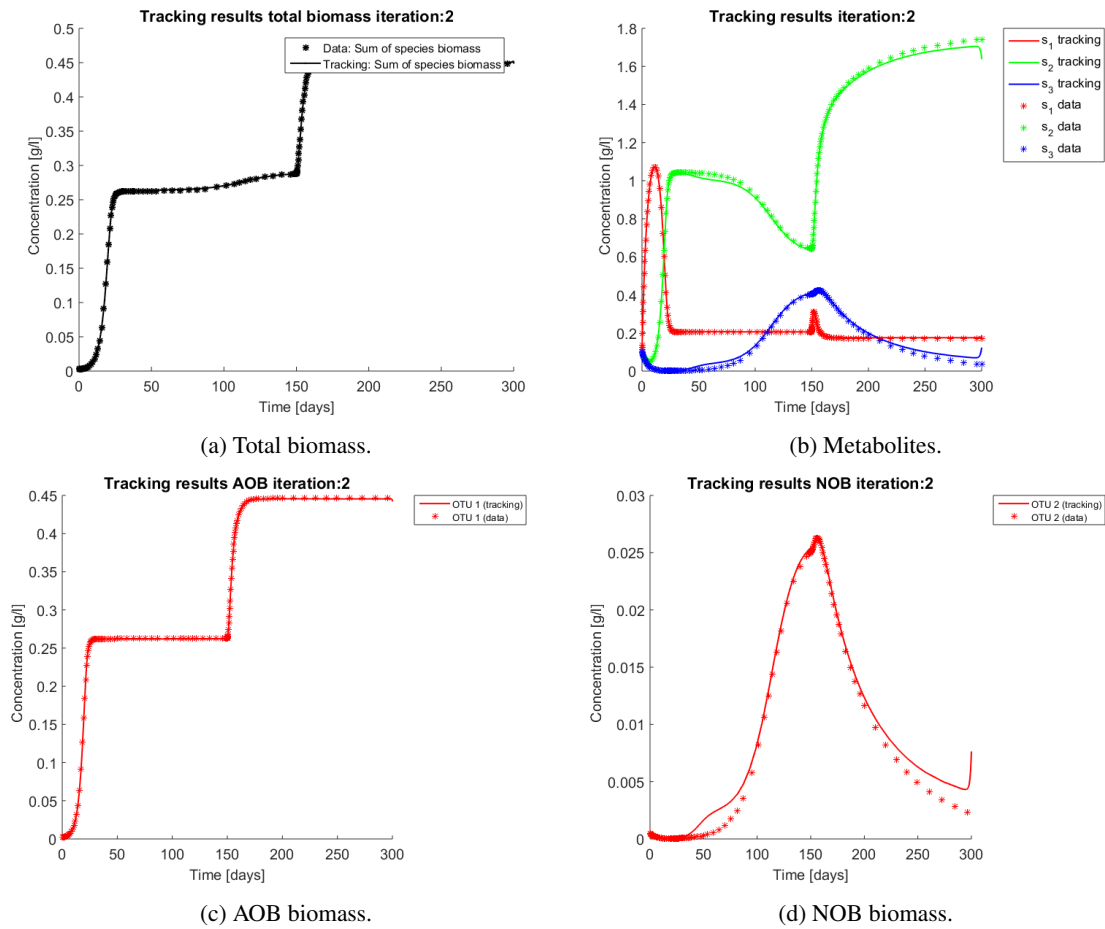 Tracking results total biomass iteration:2
0.5
0.45
0.4
0.35
0.3
0.25
0.2
0.15
0.1
0.05
0
Concentration [g/l]
Data: Sum of species biomass
Tracking: Sum of species biomass
0 50 100 150 200 250 300
Time [days]
(a) Total biomass.
Tracking results iteration:2
1.8
1.6
1.4
1.2
1
0.8
0.6
0.4
0.2
0
Concentration [g/l]
s1 tracking
s2 tracking
s3 tracking
s1 data
s2 data
s3 data
0 50 100 150 200 250 300
Time [days]
(b) Metabolites.
Tracking results AOB iteration:2
0.45
0.4
0.35
0.3
0.25
0.2
0.15
0.1
0.05
0
Concentration [g/l]
OTU 1 (tracking)
OTU 1 (data)
0 50 100 150 200 250 300
Time [days]
(c) AOB biomass.
Tracking results NOB iteration:2
0.03
0.025
0.02
0.015
0.01
0.005
0
Concentration [g/l]
OTU 2 (tracking)
OTU 2 (data)
0 50 100 150 200 250 300
Time [days]
(d) NOB biomass.